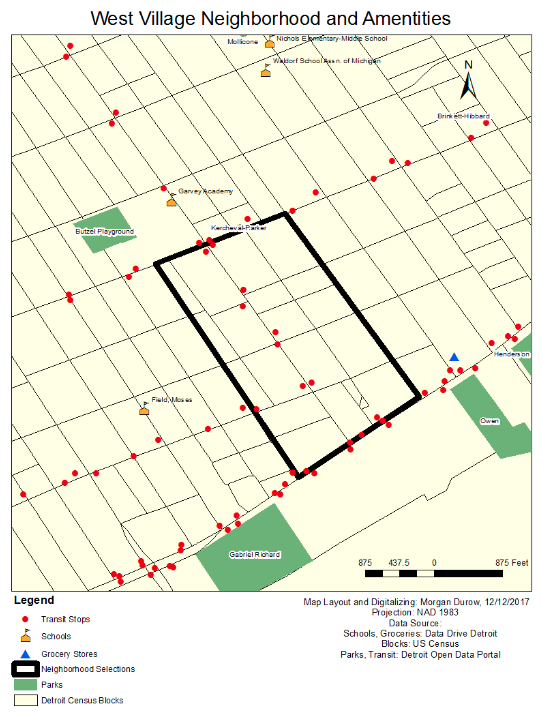 West Village Neighborhood and Amentities
Mollicone
Nichols Elementary-Middle School
Waldorf School Assn. of Michigan
N
Brinkett-Hibbard
Garvey Academy
Butzel Playground
Kercheval-Parker
Henderson
Field, Moses
Owen
Gabriel Richard
875 437.5 0 875 Feet
Legend
Transit Stops
Schools
Grocery Stores
Neighborhood Selections
Parks
Detroit Census Blocks
Map Layout and Digitalizing: Morgan Durow, 12/12/2017
Projection: NAD 1983
Data Source:
Schools, Groceries: Data Drive Detroit
Blocks: US Census
Parks, Transit: Detroit Open Data Portal